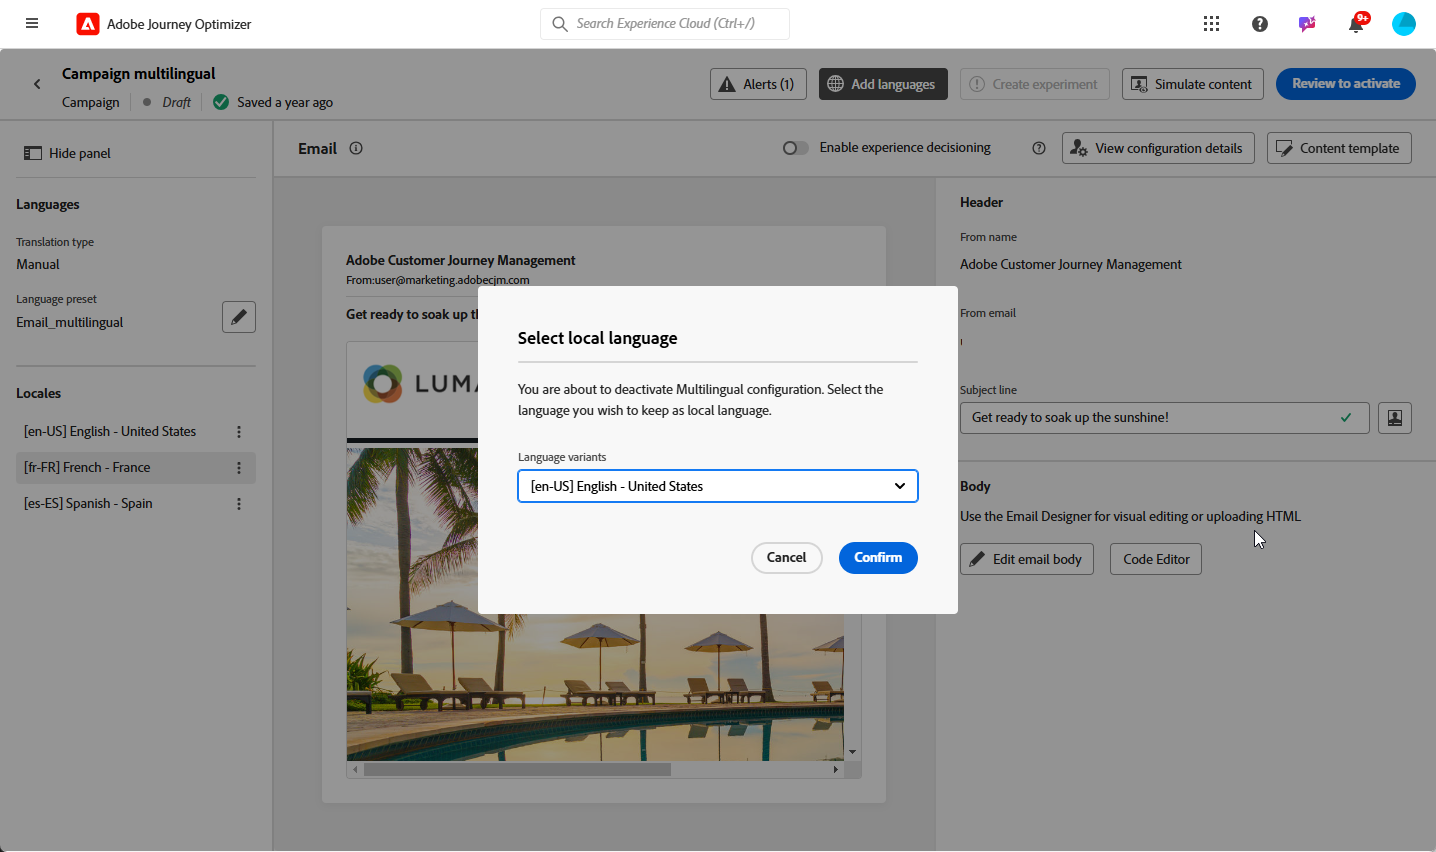 Adobe Journey Optimizer
Search Experience Cloud (Ctrl+/)
9+
Campaign multilingual
Campaign
Draft
Saved a year ago
Alerts (1)
Add languages
Create experiment
Simulate content
Review to activate
Hide panel
Email
Enable experience decisioning
View configuration details
Content template
Languages
Translation type
Manual
Language preset
Email_multilingual
Locales
[en-US] English - United States
[fr-FR] French - France
[es-ES] Spanish - Spain
Adobe Customer Journey Management
From:user@marketing.adobecjm.com
Get ready to soak up
LUMA
Select local language
You are about to deactivate Multilingual configuration. Select the
language you wish to keep as local language.
Language variants
[en-US] English - United States
Cancel
Confirm
Header
From name
Adobe Customer Journey Management
From email
Subject line
Get ready to soak up the sunshine!
Body
Use the Email Designer for visual editing or uploading HTML
Edit email body
Code Editor